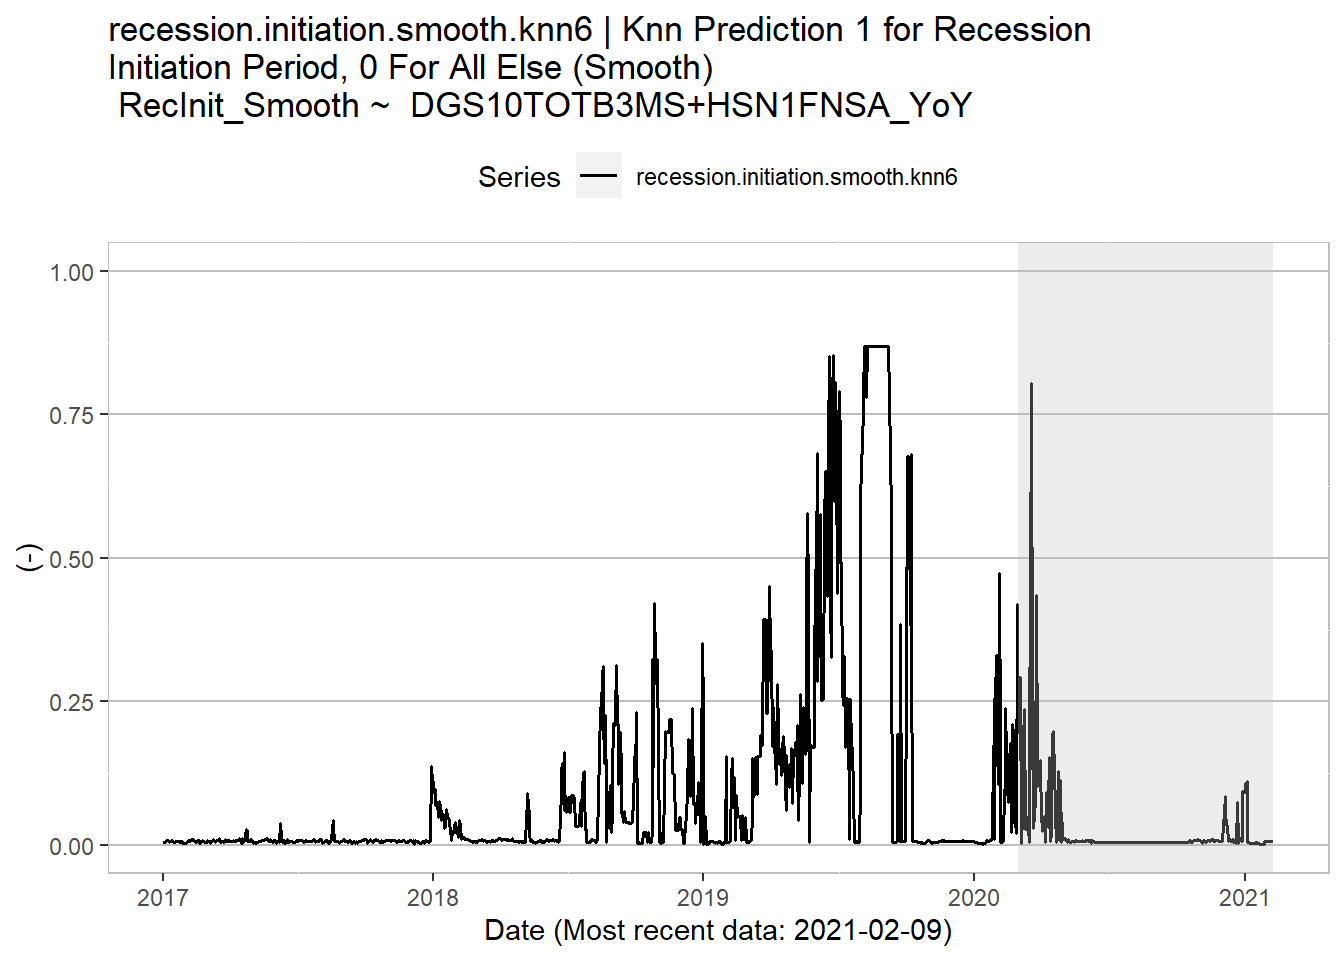 recession.initiation.smooth.knn6 | Knn Prediction 1 for Recession
Initiation Period, 0 For All Else (Smooth)
RecInit_Smooth ~  DGS10TOTB3MS+HSN1FNSA_YoY
Series
recession.initiation.smooth.knn6
1.00
0.75
0.50
0.25
0.00
(-)
2017
2018
2019
2020
2021
Date (Most recent data: 2021-02-09)